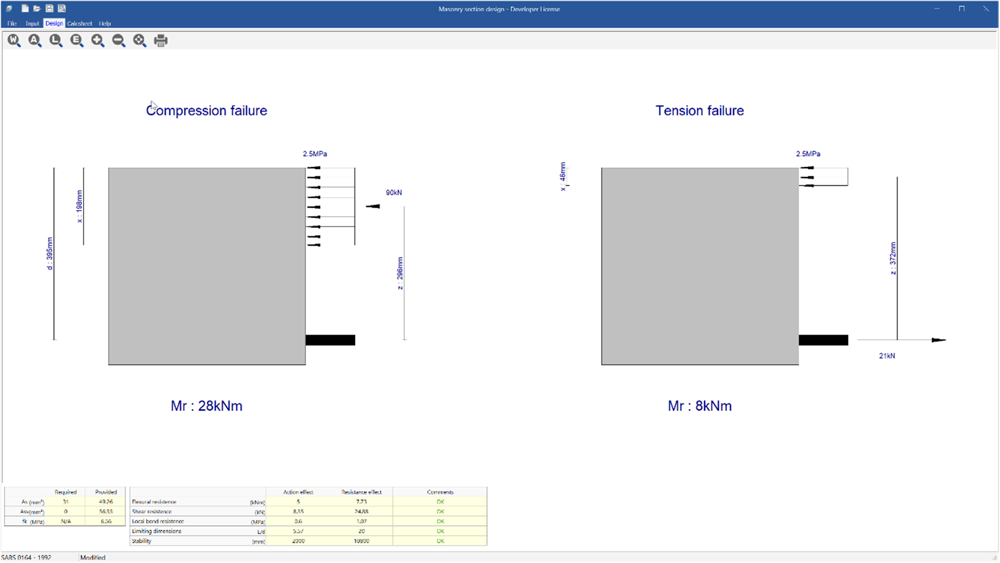 Masonry section design - Developer License
File Input Design Calcsheet Help
W A L E
Compression failure
Tension failure
2.5MPa
2.5MPa
x : 46mm
90kN
x : 198mm
d : 395mm
z : 296mm
z : 372mm
21kN
Mr : 28kNm
Mr : 8kNm
Required Provided
As (mm²) 31 49.26
Asv(mm²) 0 56.55
fk (MPa) N/A 6.56
Action effect Resistance effect Comments
Flexural resistance (kNm) 5 7.73 OK
Shear resistance (kN) 8.35 24.88 OK
Local bond resistance (MPa) 0.6 1.07 OK
Limiting dimensions L/d 5.57 20 OK
Stability (mm) 2000 10800 OK
SABS 0164 - 1992 Modified